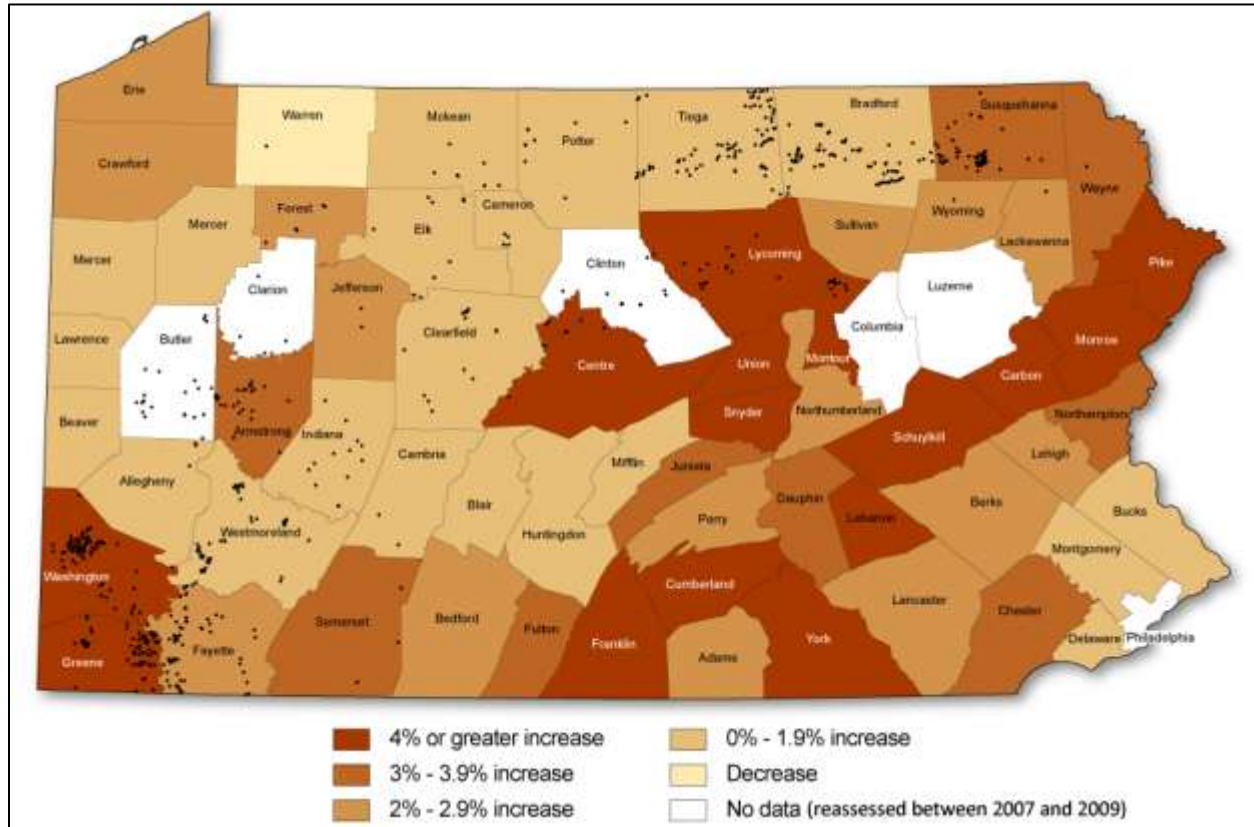 Erie
Warren
Mckean
Potter
Tioga
Bradford
Susquehanna
Crawford
Wayne
Mercer
Forest
Elk
Cameron
Sullivan
Wyoming
Lackawanna
Mercer
Clarion
Jefferson
Clinton
Lycoming
Pike
Luzerne
Lawrence
Butler
Clearfield
Columbia
Centre
Union
Montour
Monroe
Carbon
Beaver
Armstrong
Indiana
Snyder
Northumberland
Northampton
Schuylkill
Allegheny
Cambria
Blair
Mifflin
Juniata
Lehigh
Dauphin
Berks
Bucks
Westmoreland
Huntingdon
Perry
Lebanon
Montgomery
Washington
Cumberland
Lancaster
Chester
Somerset
Bedford
Fulton
Franklin
York
Delaware
Philadelphia
Greene
Fayette
Adams
4% or greater increase
3% - 3.9% increase
2% - 2.9% increase
0% - 1.9% increase
Decrease
No data (reassessed between 2007 and 2009)